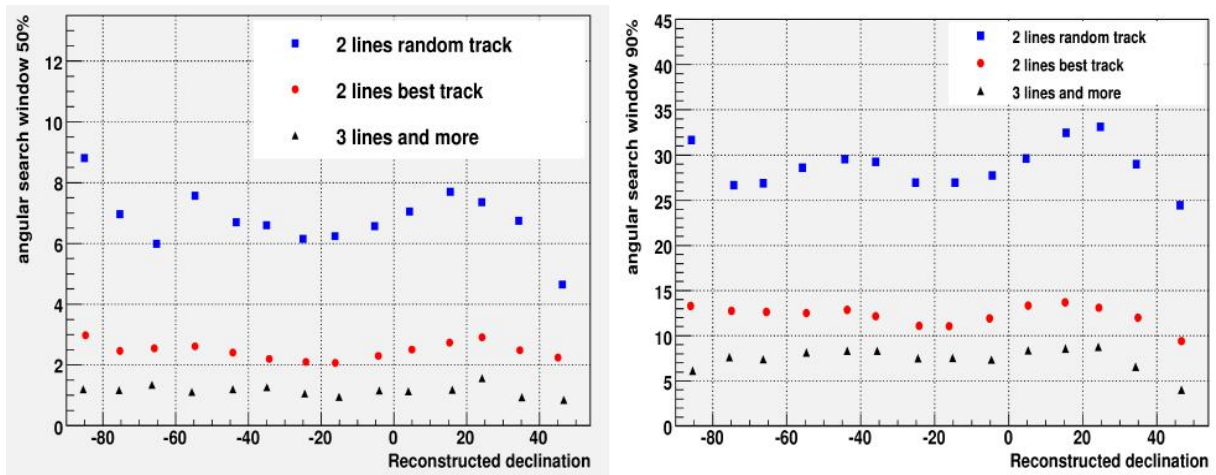 angular search window 50%
12
10
8
6
4
2
0
2 lines random track
2 lines best track
3 lines and more
-80 -60 -40 -20 0 20 40
Reconstructed declination
angular search window 90%
45
40
35
30
25
20
15
10
5
0
2 lines random track
2 lines best track
3 lines and more
-80 -60 -40 -20 0 20 40
Reconstructed declination